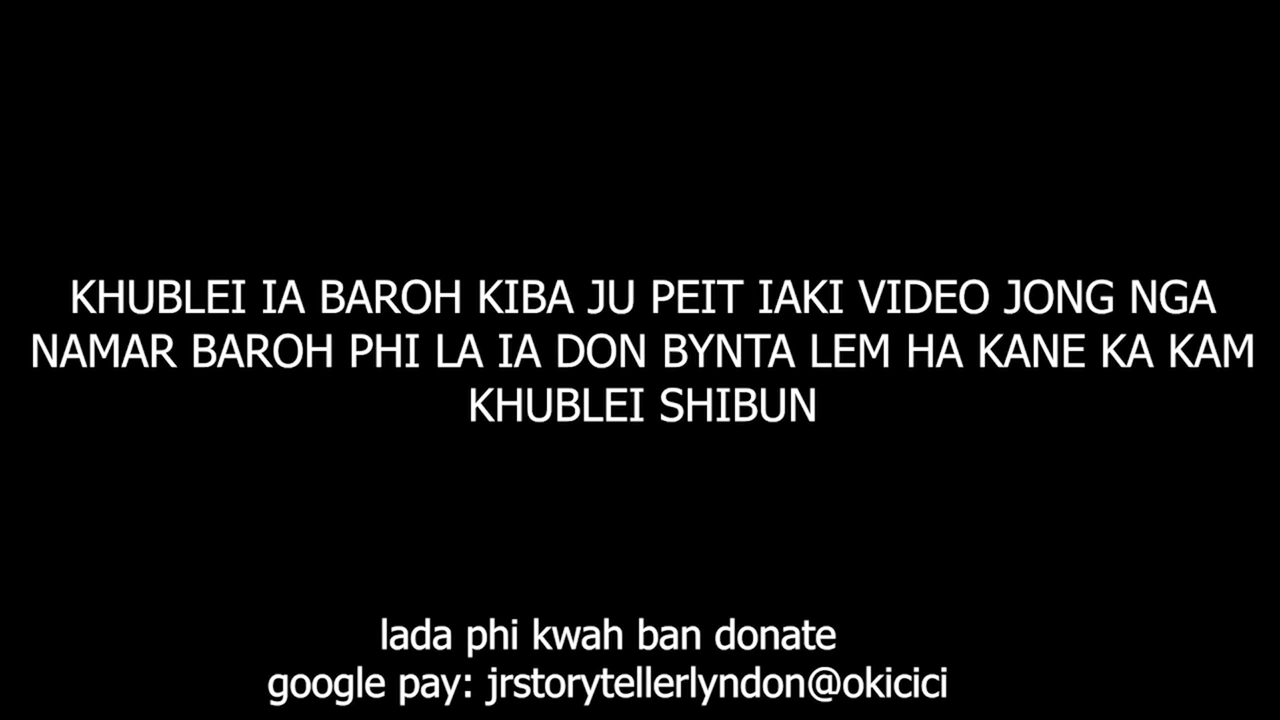 KHUBLEI IA BAROH KIBA JU PEIT IAKI VIDEO JONG NGA
NAMAR BAROH PHI LA IA DON BYNTA LEM HA KANE KA KAM
KHUBLEI SHIBUN
lada phi kwah ban donate
google pay: jrstorytellerlyndon@okicici